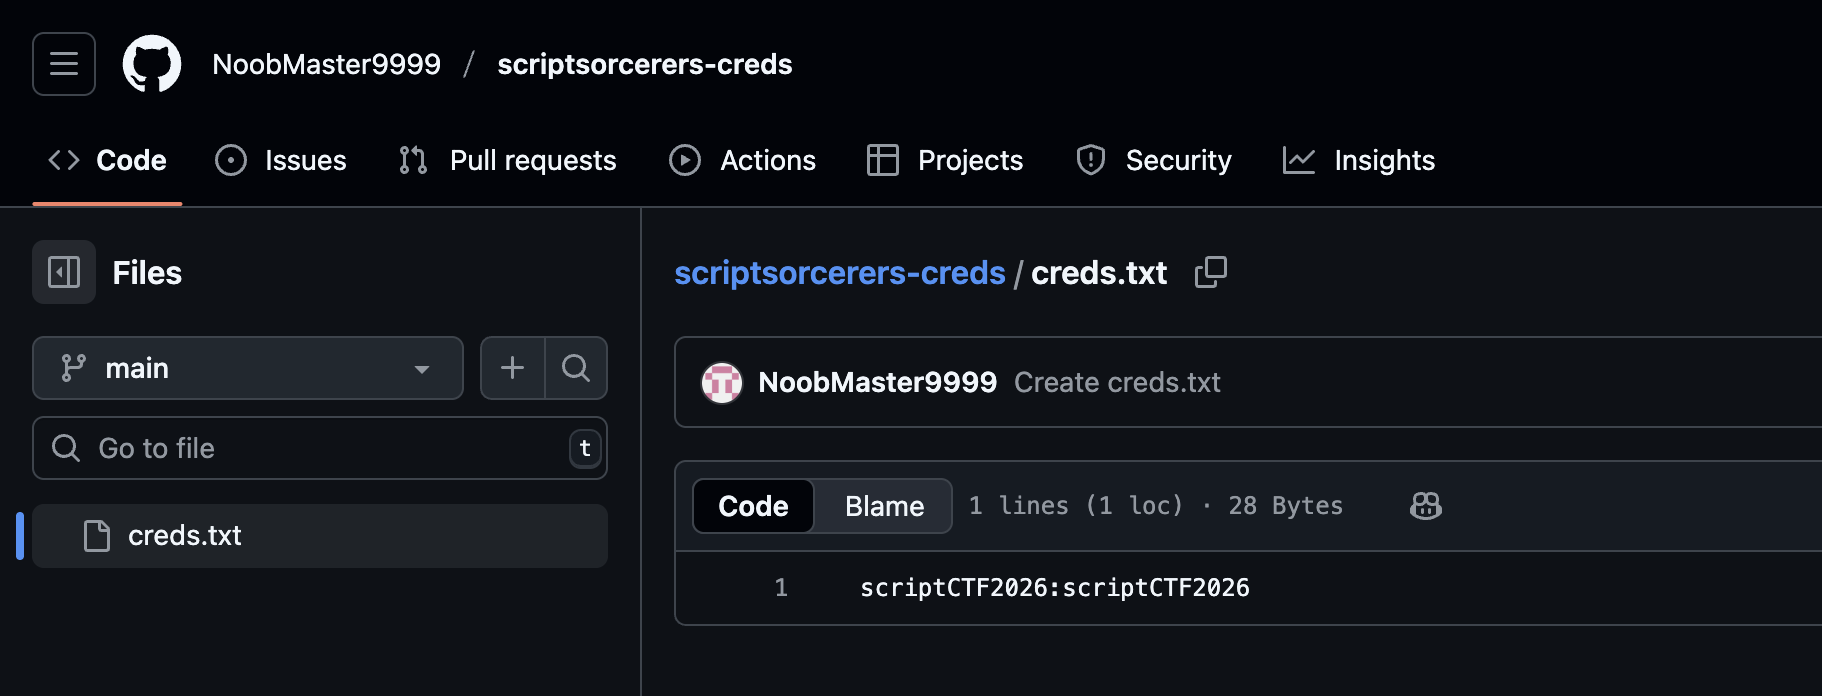 NoobMaster9999 / scriptsorcerers-creds
Code Issues Pull requests Actions Projects Security Insights
Files
main
Go to file t
creds.txt
scriptsorcerers-creds / creds.txt
NoobMaster9999 Create creds.txt
Code Blame 1 lines (1 loc) · 28 Bytes
1 scriptCTF2026:scriptCTF2026